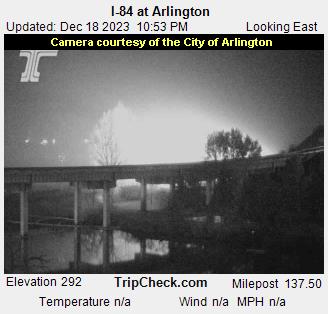 I-84 at Arlington
Updated: Dec 18 2023 10:53 PM Looking East
Camera courtesy of the City of Arlington
Elevation 292 TripCheck.com Milepost 137.50
Temperature n/a Wind n/a MPH n/a